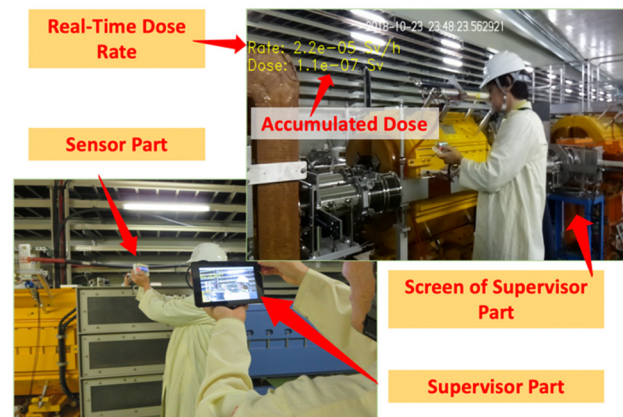 Real-Time Dose
Rate
2018-10-23 23:48:23.562921
Rate: 2.2e-05 Sv/h
Dose: 1.1e-07 Sv
Accumulated Dose
Sensor Part
Screen of Supervisor
Part
Supervisor Part